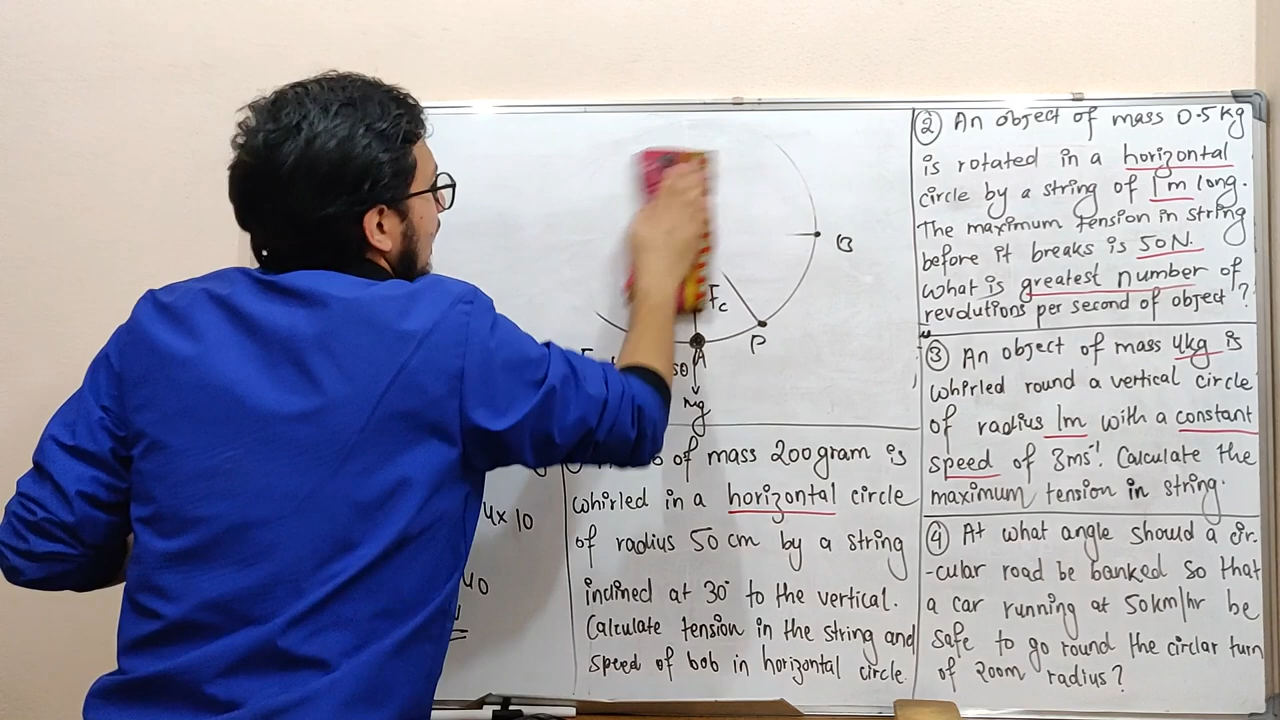 B
Fc
P
A
mg
4x 10
40
of mass 200gram is
whirled in a horizontal circle
of radius 50 cm by a string
inclined at 30° to the vertical.
Calculate tension in the string and
speed of bob in horizontal circle.
② An object of mass 0.5kg
is rotated in a horizontal
circle by a string of 1m long.
The maximum tension in string
before it breaks is 50N.
What is greatest number of
revolutions per second of object?
③ An object of mass 4kg is
whirled round a vertical circle
of radius 1m with a constant
speed of 3ms⁻¹. Calculate the
maximum tension in string.
④ At what angle should a cir-
-cular road be banked so that
a car running at 50km/hr be
safe to go round the circlar turn
of 200m radius?